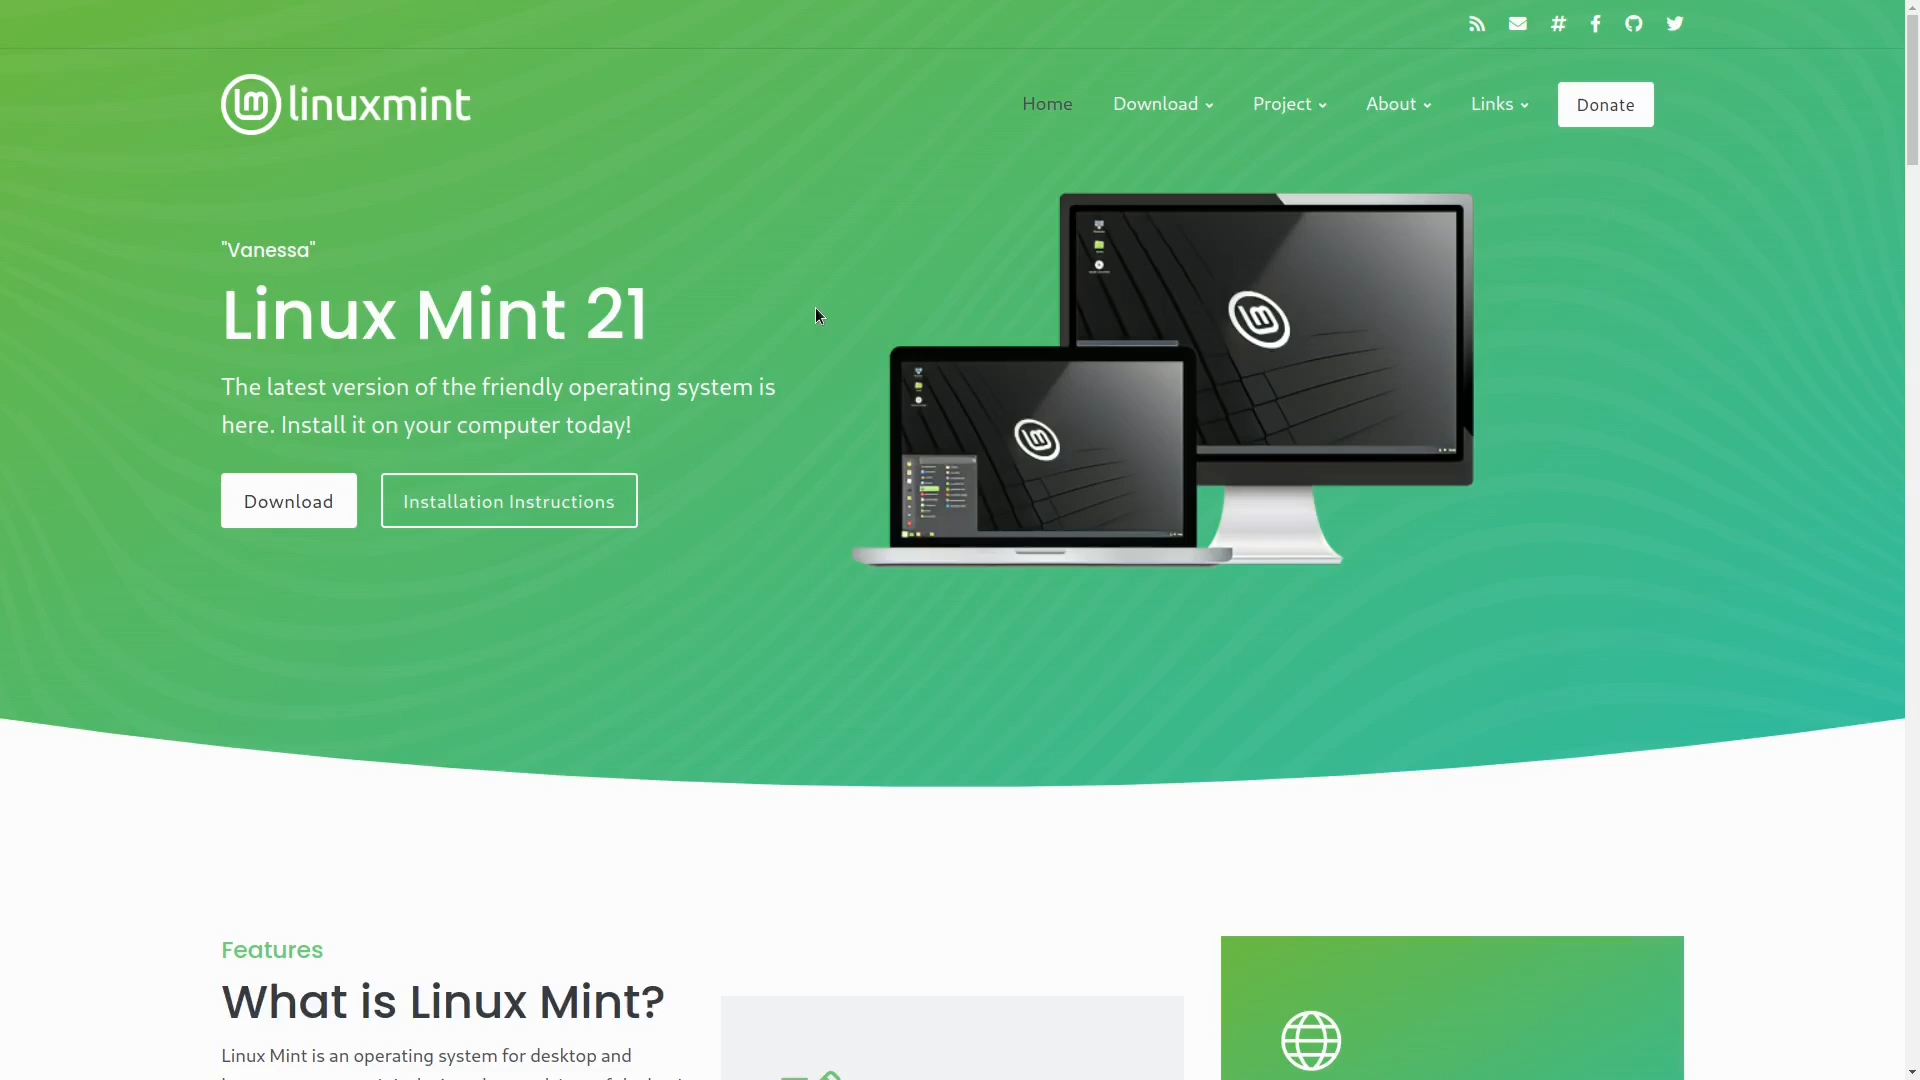 linuxmint
Home Download Project About Links Donate
"Vanessa"
Linux Mint 21
The latest version of the friendly operating system is
here. Install it on your computer today!
Download Installation Instructions
Features
What is Linux Mint?
Linux Mint is an operating system for desktop and